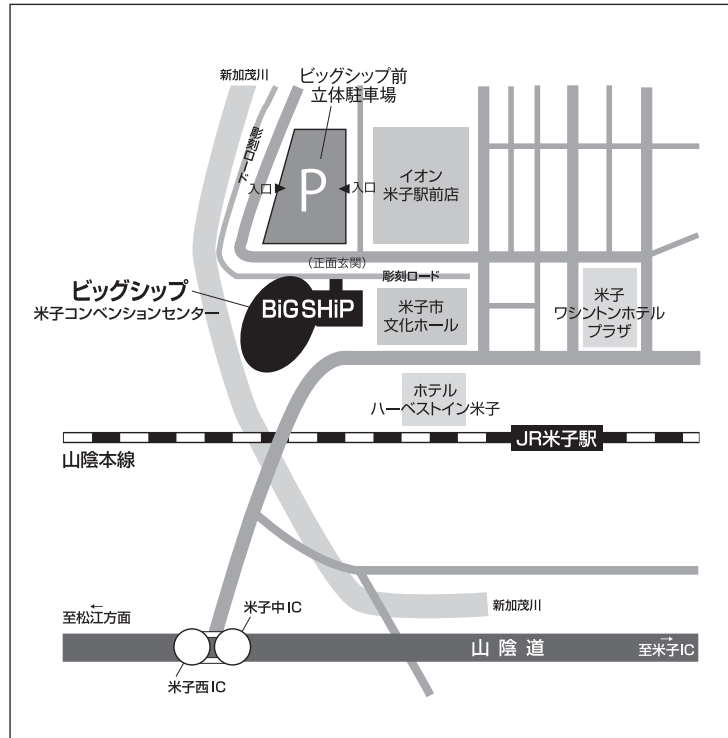 新加茂川
ビッグシップ前
立体駐車場
彫刻ロード
入口
P
入口
イオン
米子駅前店
(正面玄関)
彫刻ロード
ビッグシップ
米子コンベンションセンター
BiG SHiP
米子市
文化ホール
米子
ワシントンホテル
プラザ
ホテル
ハーベストイン米子
JR米子駅
山陰本線
新加茂川
←
至松江方面
米子中IC
山陰道
→
至米子IC
米子西IC